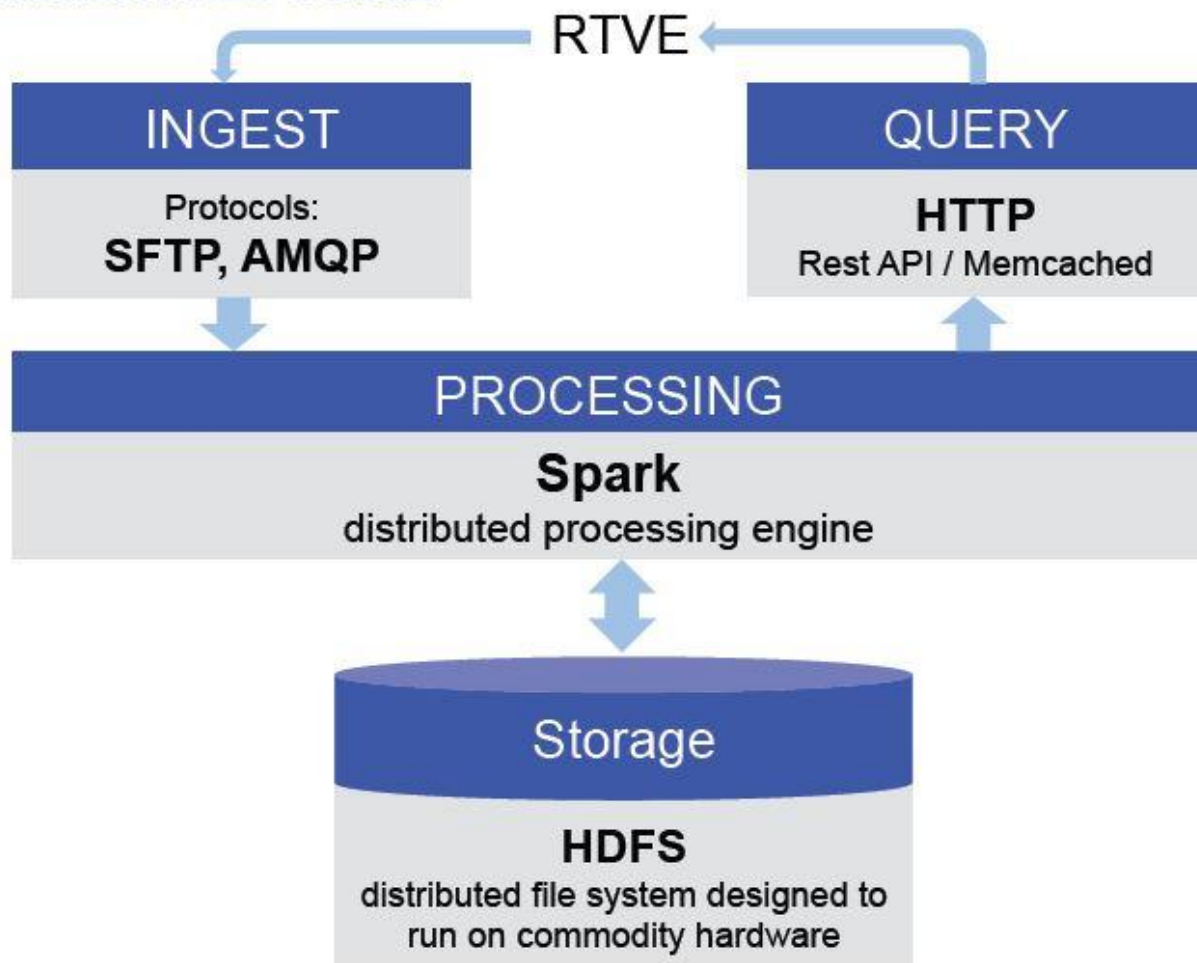 RTVE
INGEST
Protocols:
SFTP, AMQP
QUERY
HTTP
Rest API / Memcached
PROCESSING
Spark
distributed processing engine
Storage
HDFS
distributed file system designed to
run on commodity hardware